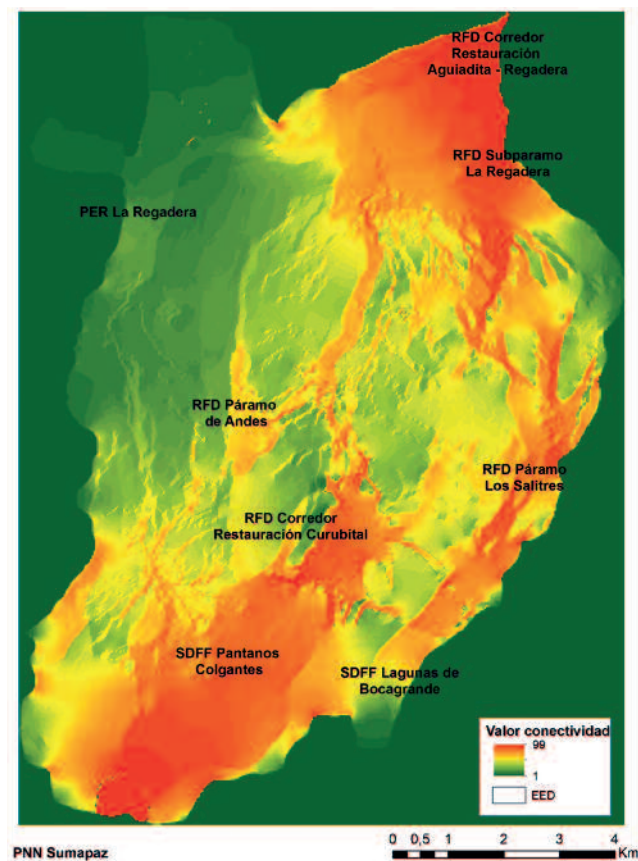 RFD Corredor
Restauración
Aguiadita - Regadera
RFD Subparamo
La Regadera
PER La Regadera
RFD Páramo
de Andes
RFD Páramo
Los Salitres
RFD Corredor
Restauración Curubital
SDFF Pantanos
Colgantes
SDFF Lagunas de
Bocagrande
Valor conectividad
99
1
EED
PNN Sumapaz
0 0,5 1 2 3 4
Km